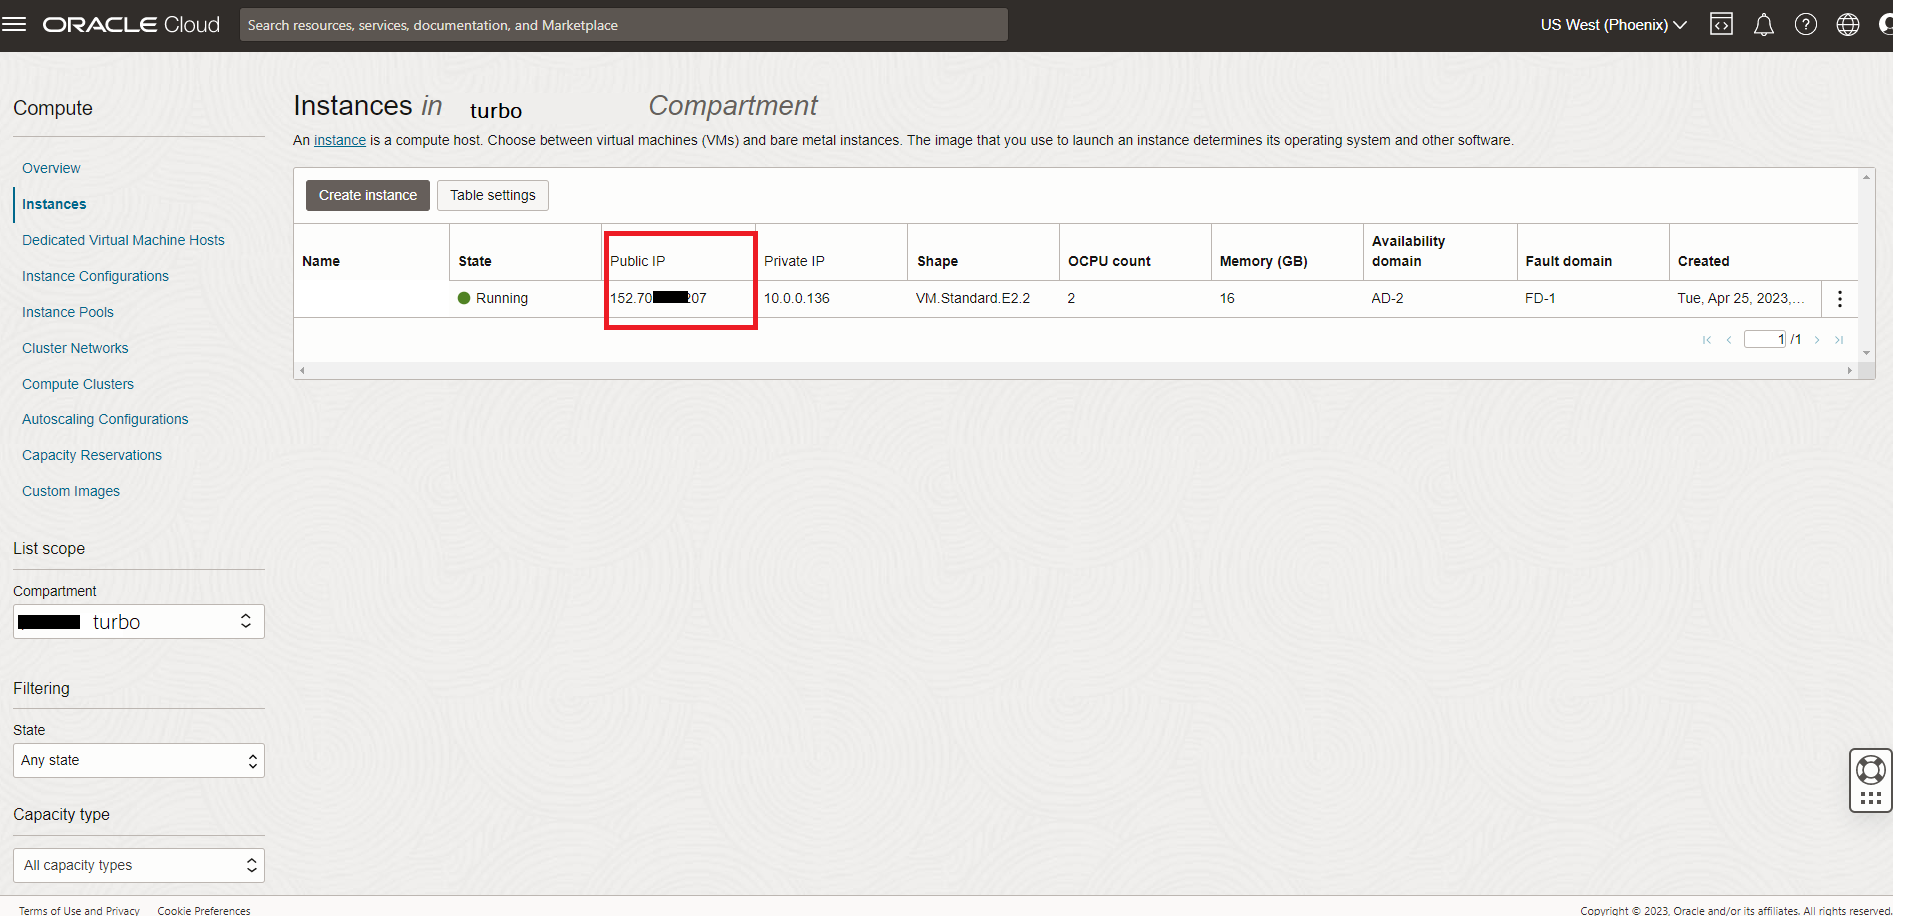 ORACLE Cloud
Search resources, services, documentation, and Marketplace
US West (Phoenix)
Compute
Overview
Instances
Dedicated Virtual Machine Hosts
Instance Configurations
Instance Pools
Cluster Networks
Compute Clusters
Autoscaling Configurations
Capacity Reservations
Custom Images
List scope
Compartment
turbo
Filtering
State
Any state
Capacity type
All capacity types
Instances in turbo Compartment
An instance is a compute host. Choose between virtual machines (VMs) and bare metal instances. The image that you use to launch an instance determines its operating system and other software.
Create instance
Table settings
Name State Public IP Private IP Shape OCPU count Memory (GB) Availability domain Fault domain Created
Running 152.70 207 10.0.0.136 VM.Standard.E2.2 2 16 AD-2 FD-1 Tue, Apr 25, 2023,...
1 /1
Terms of Use and Privacy Cookie Preferences
Copyright © 2023, Oracle and/or its affiliates. All rights reserved.